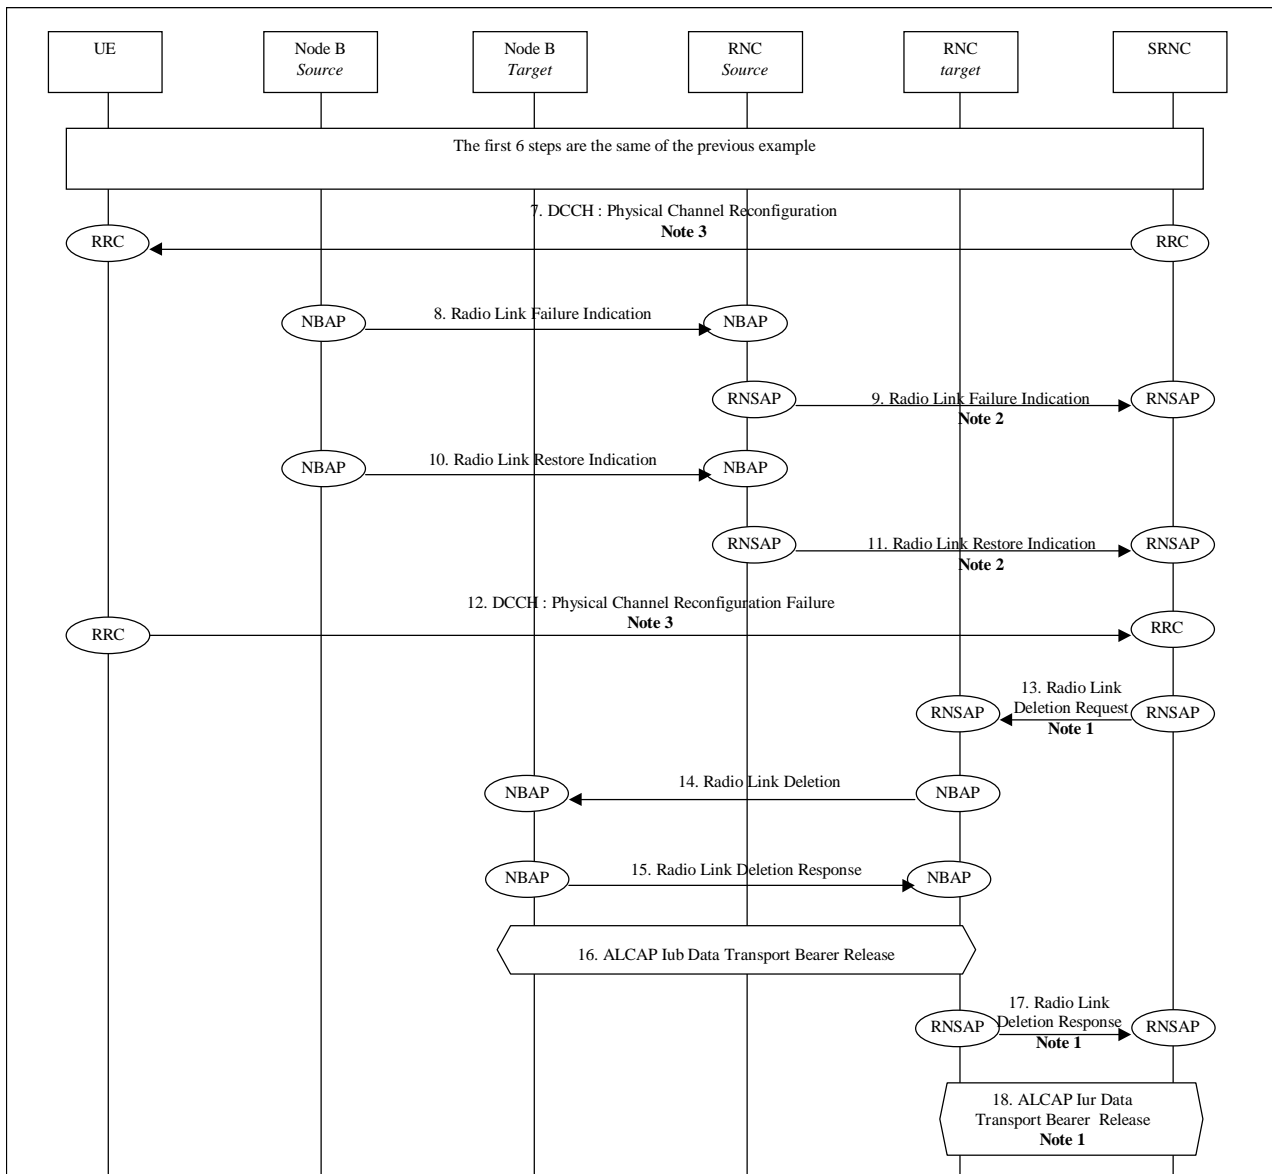 UE
Node B
Source
Node B
Target
RNC
Source
RNC
target
SRNC
The first 6 steps are the same of the previous example
7. DCCH : Physical Channel Reconfiguration
Note 3
RRC
RRC
8. Radio Link Failure Indication
NBAP
NBAP
RNSAP
9. Radio Link Failure Indication
Note 2
RNSAP
10. Radio Link Restore Indication
NBAP
NBAP
RNSAP
11. Radio Link Restore Indication
Note 2
RNSAP
12. DCCH : Physical Channel Reconfiguration Failure
Note 3
RRC
RRC
13. Radio Link
Deletion Request
Note 1
RNSAP
RNSAP
14. Radio Link Deletion
NBAP
NBAP
15. Radio Link Deletion Response
NBAP
NBAP
16. ALCAP Iub Data Transport Bearer Release
17. Radio Link
Deletion Response
Note 1
RNSAP
RNSAP
18. ALCAP Iur Data
Transport Bearer Release
Note 1